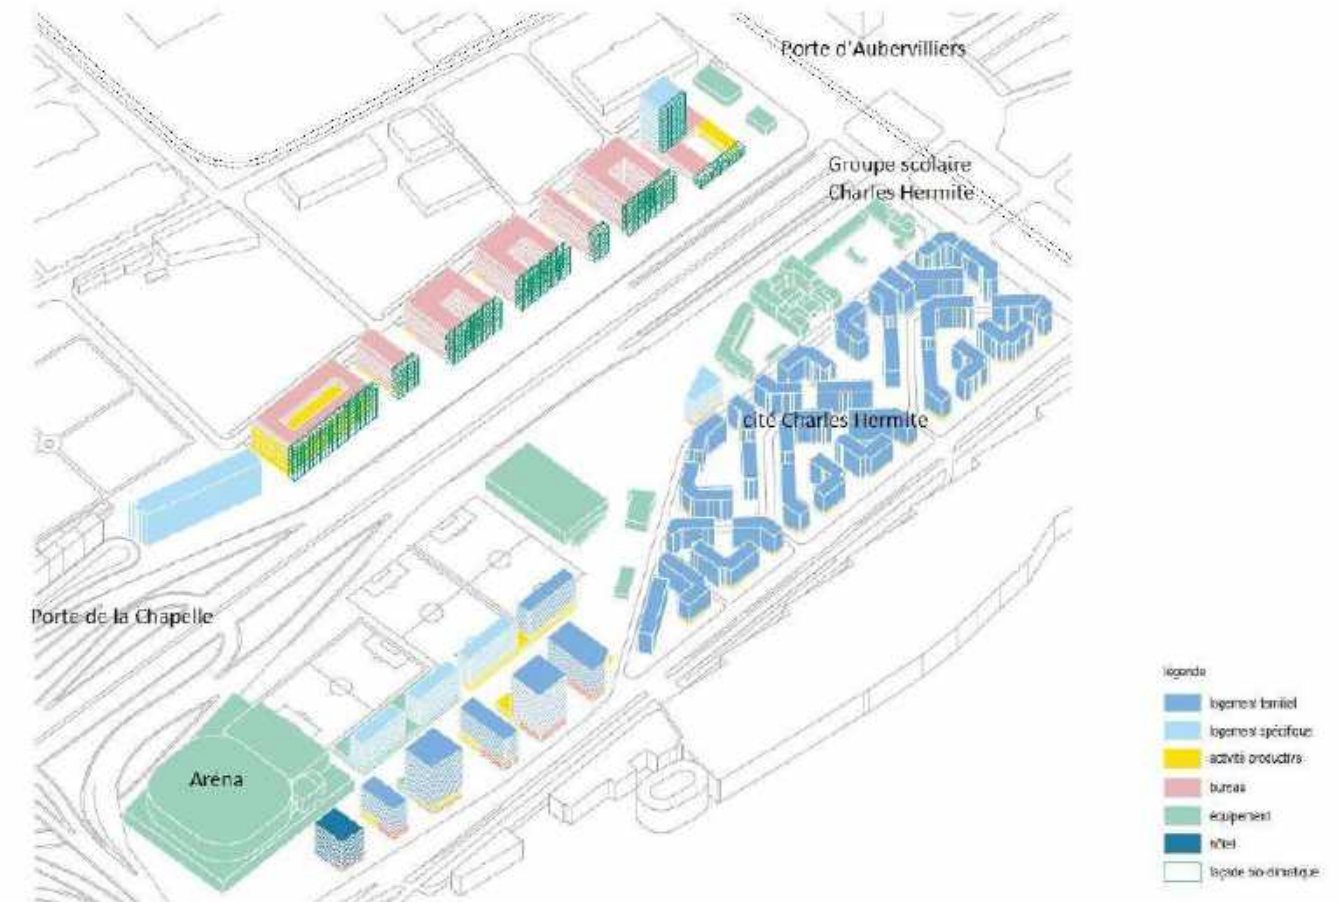 Porte d'Aubervilliers
Groupe scolaire
Charles Hermite
cité Charles Hermite
Porte de la Chapelle
Aréna
légende
logement familial
logement spécifique
activité productive
bureau
équipement
hôtel
façade bio-climatique